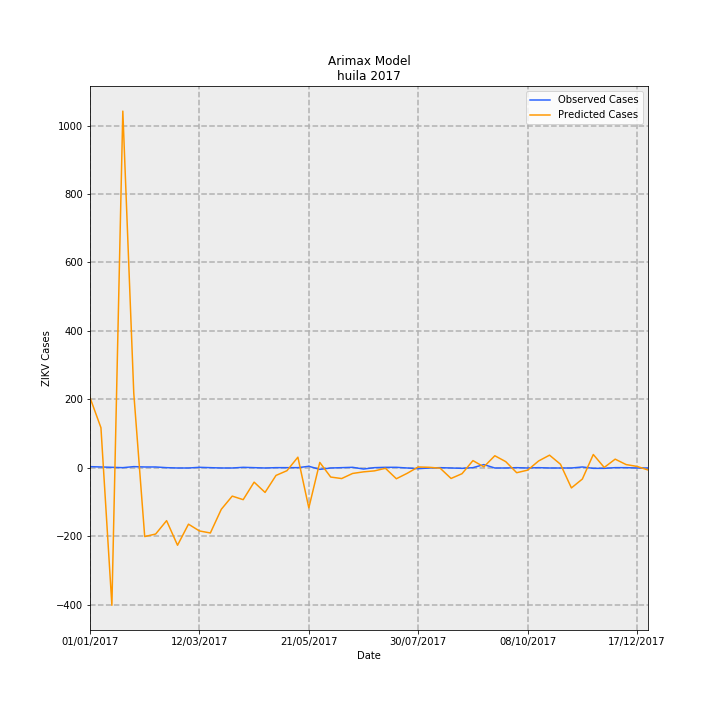 Arimax Model
huila 2017
Observed Cases
Predicted Cases
1000
800
600
400
200
0
−200
−400
ZIKV Cases
01/01/2017
12/03/2017
21/05/2017
30/07/2017
08/10/2017
17/12/2017
Date